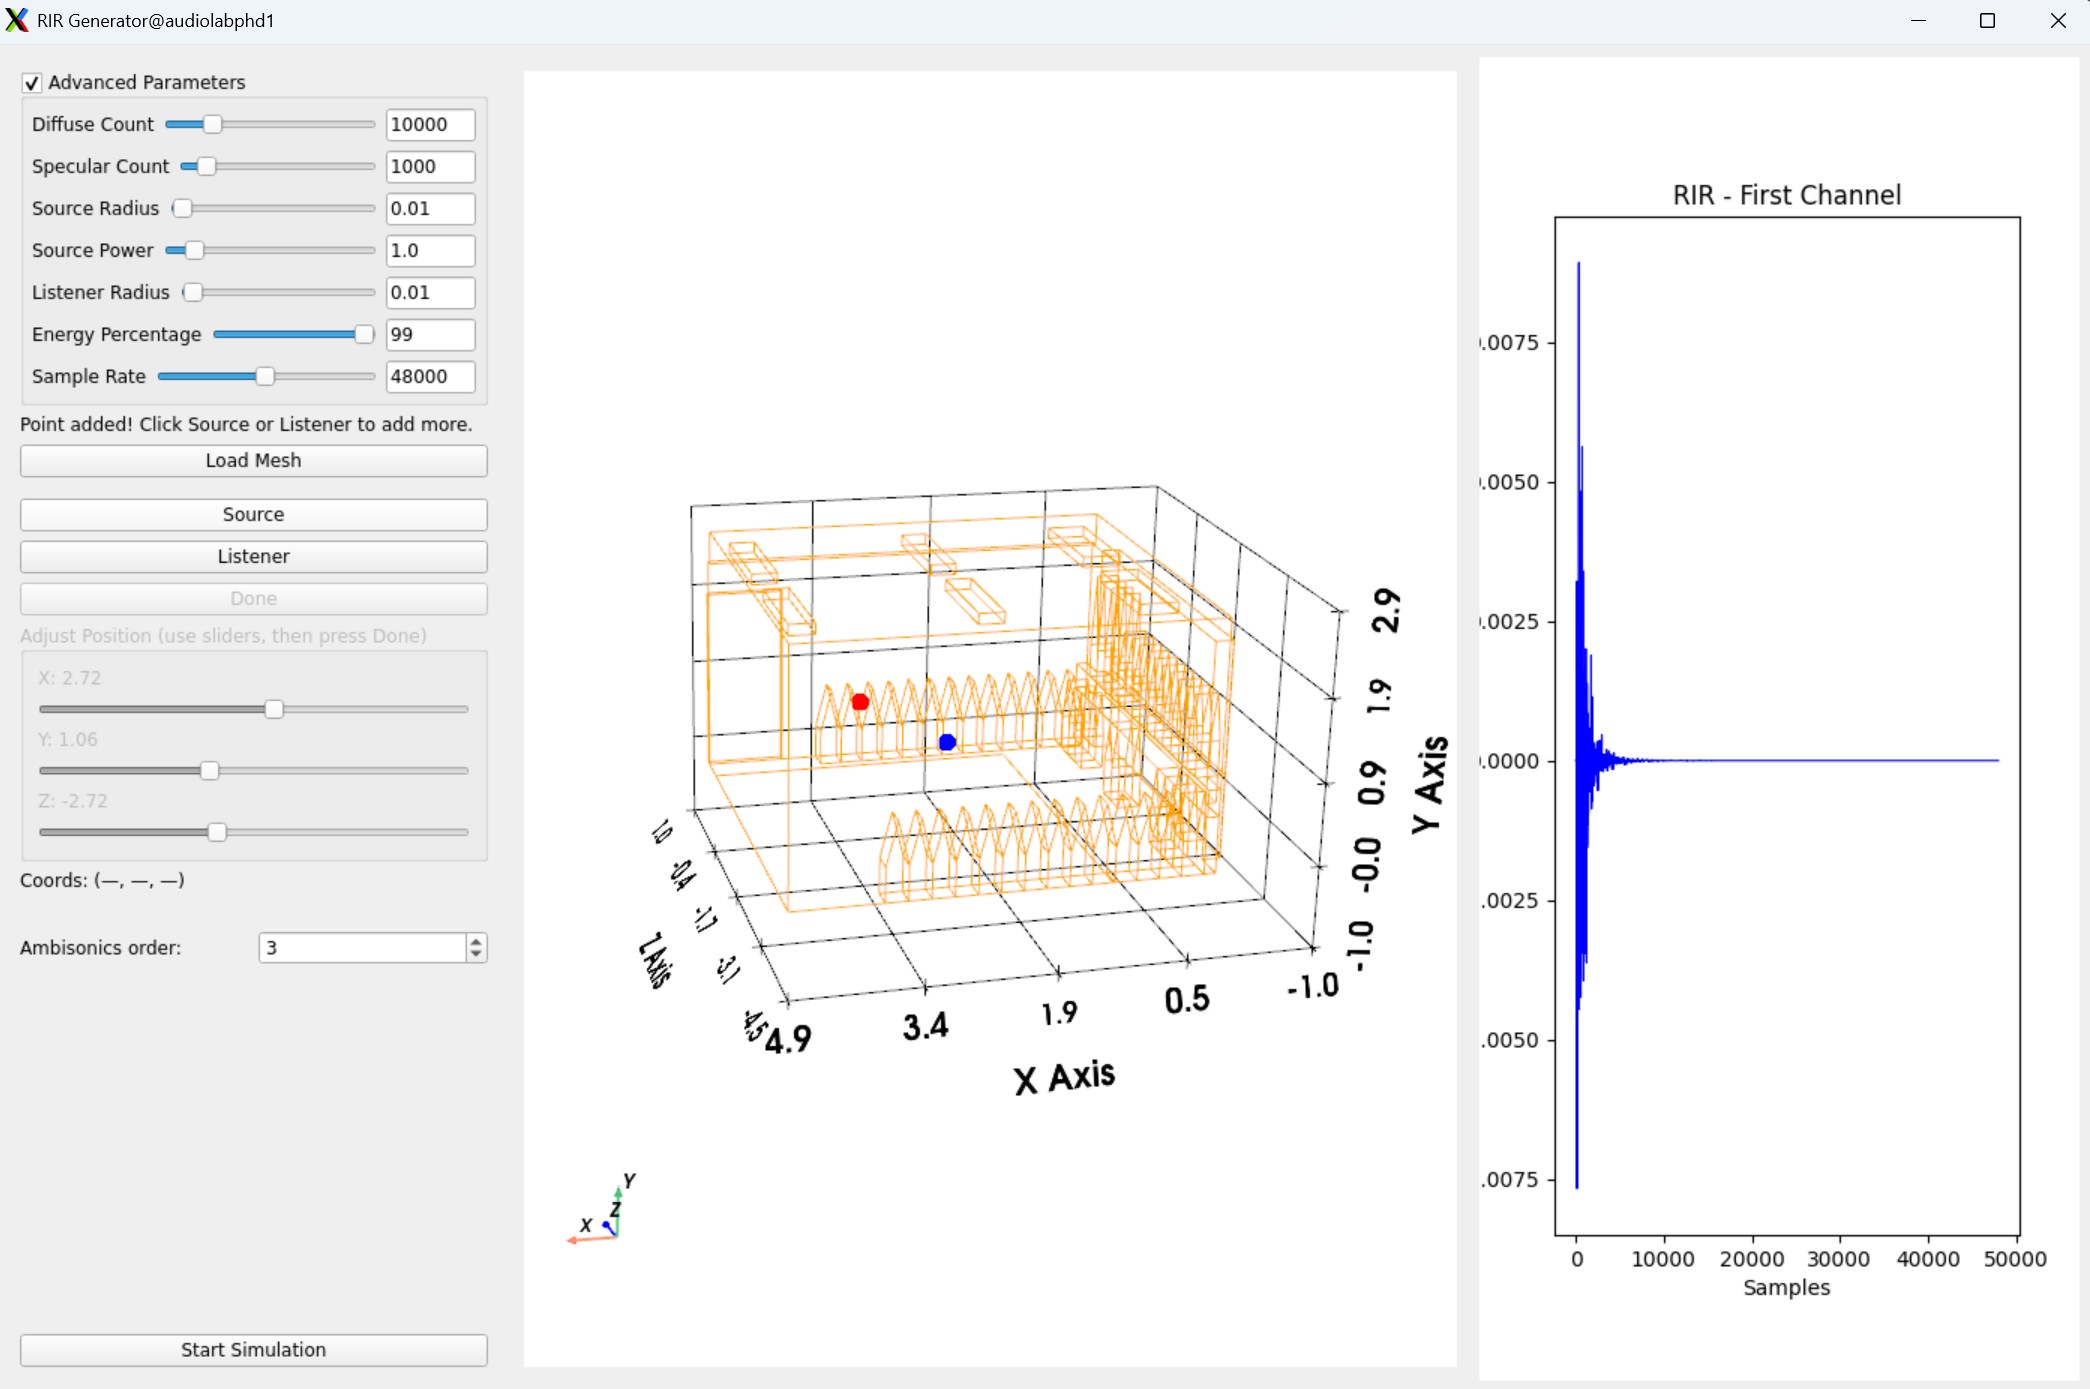 RIR Generator@audiolabphd1
Advanced Parameters
Diffuse Count 10000
Specular Count 1000
Source Radius 0.01
Source Power 1.0
Listener Radius 0.01
Energy Percentage 99
Sample Rate 48000
Point added! Click Source or Listener to add more.
Load Mesh
Source
Listener
Done
Adjust Position (use sliders, then press Done)
X: 2.72
Y: 1.06
Z: -2.72
Coords: (—, —, —)
Ambisonics order: 3
Start Simulation
2.9
1.9
0.9
-0.0
-1.0
Y Axis
1.0
-0.4
-1.7
-3.1
-4.5
Z Axis
4.9
3.4
1.9
0.5
-1.0
X Axis
Y
Z
X
RIR - First Channel
.0075
.0050
.0025
.0000
.0025
.0050
.0075
0 10000 20000 30000 40000 50000
Samples